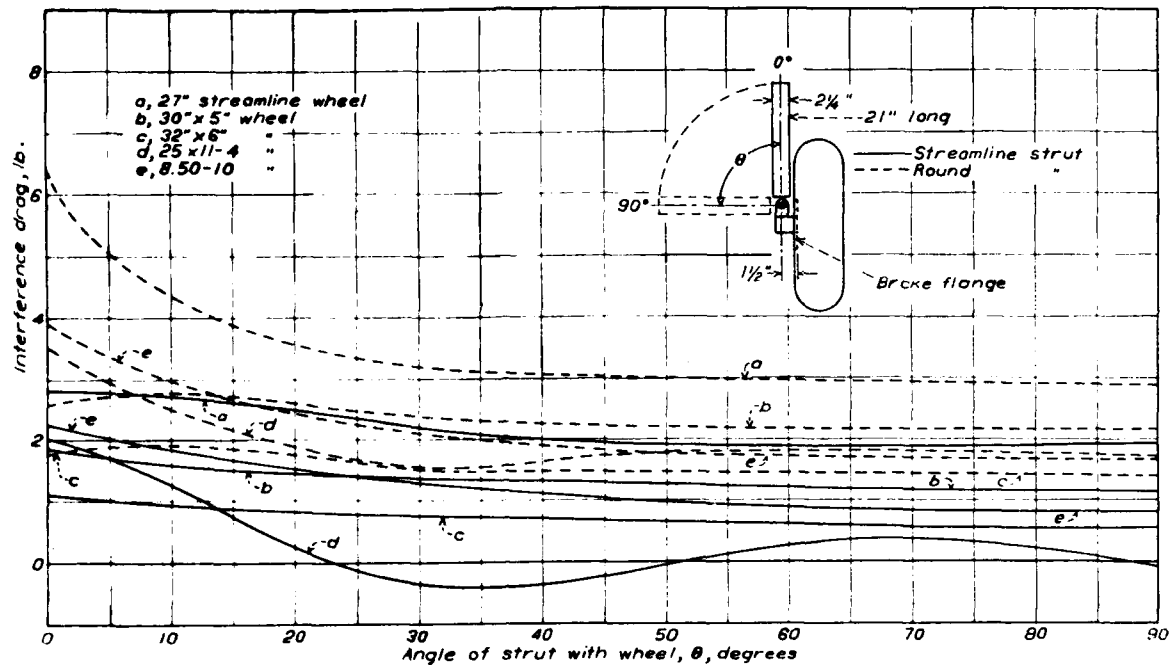 8
6
4
2
0
Interference drag, lb.
a, 27" streamline wheel
b, 30" x 5" wheel
c, 32" x 6" "
d, 25 x 11-4 "
e, 8.50-10 "
0°
2¼"
21" long
θ
90°
1½"
Brake flange
Streamline strut
Round "
e
a
d
a
b
e
c
b
d
c
e
b
c
e
0 10 20 30 40 50 60 70 80 90
Angle of strut with wheel, θ, degrees